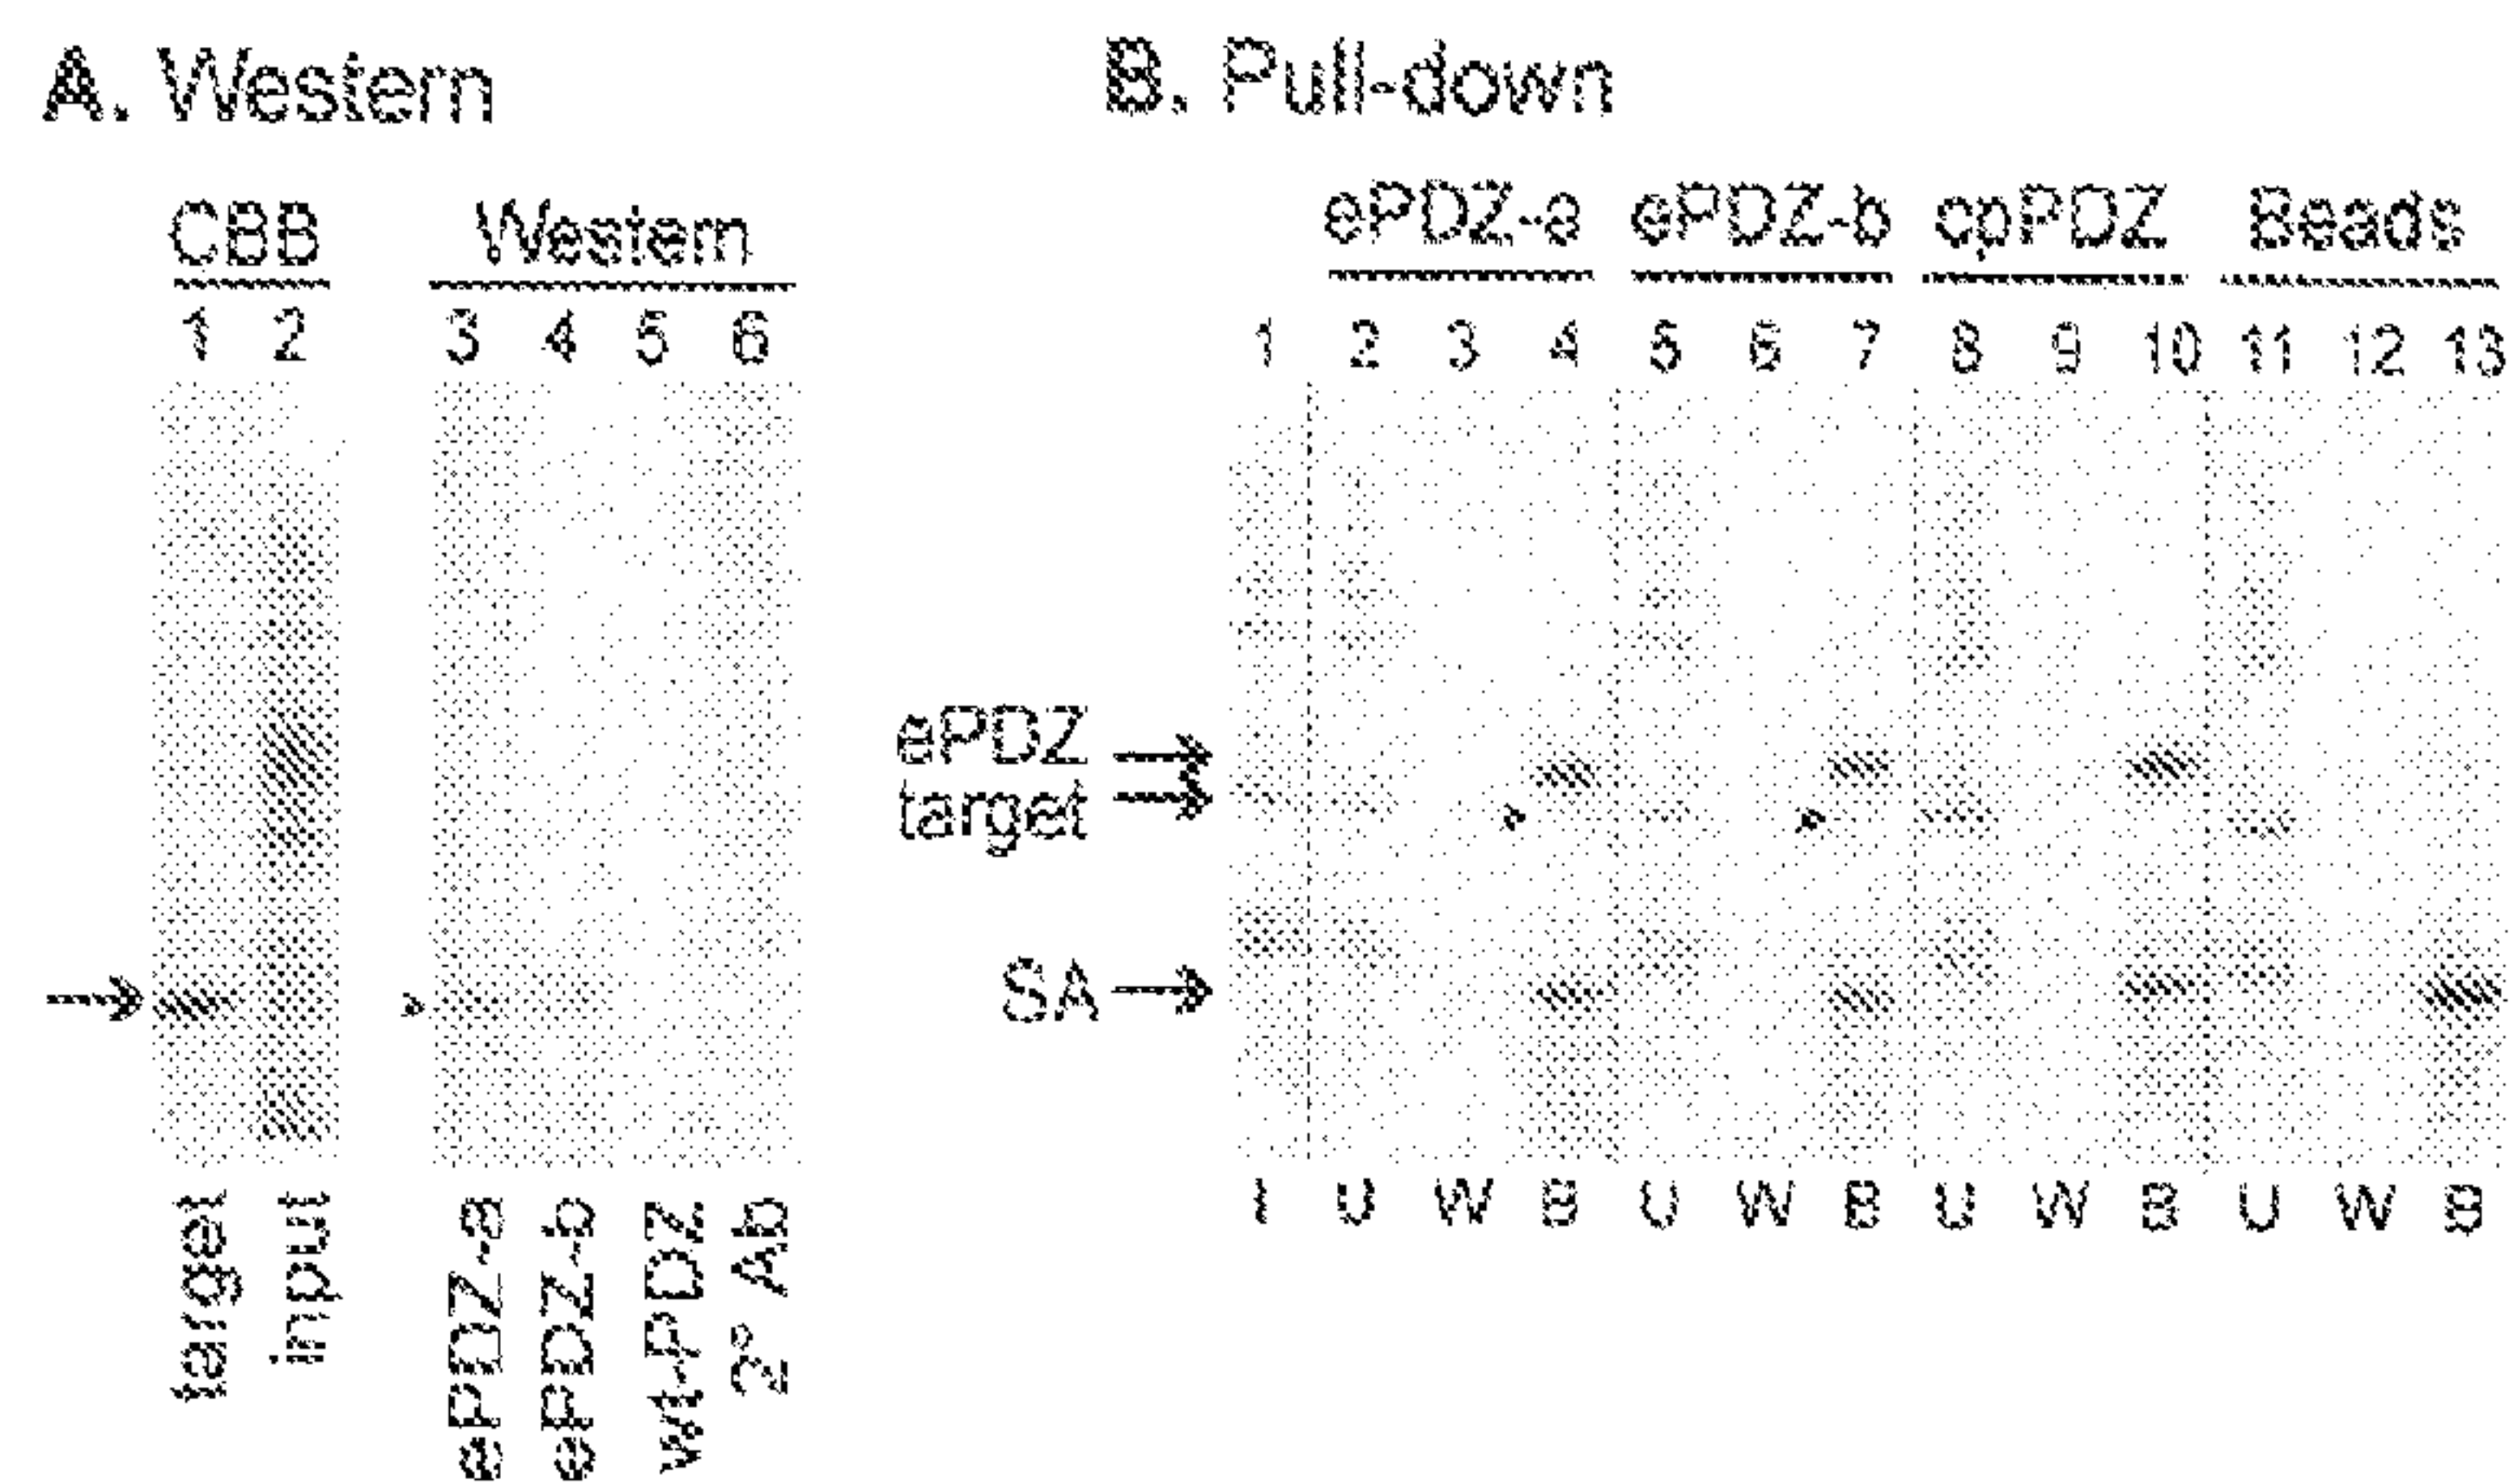 A. Western
B. Pull-down
CBB Western
ePDZ-a ePDZ-b cpPDZ Beads
1 2 3 4 5 6
1 2 3 4 5 6 7 8 9 10 11 12 13
ePDZ
target
SA
I U W B U W B U W B U W B
target
input
ePDZ-a
ePDZ-b
wt-PDZ
2° Ab